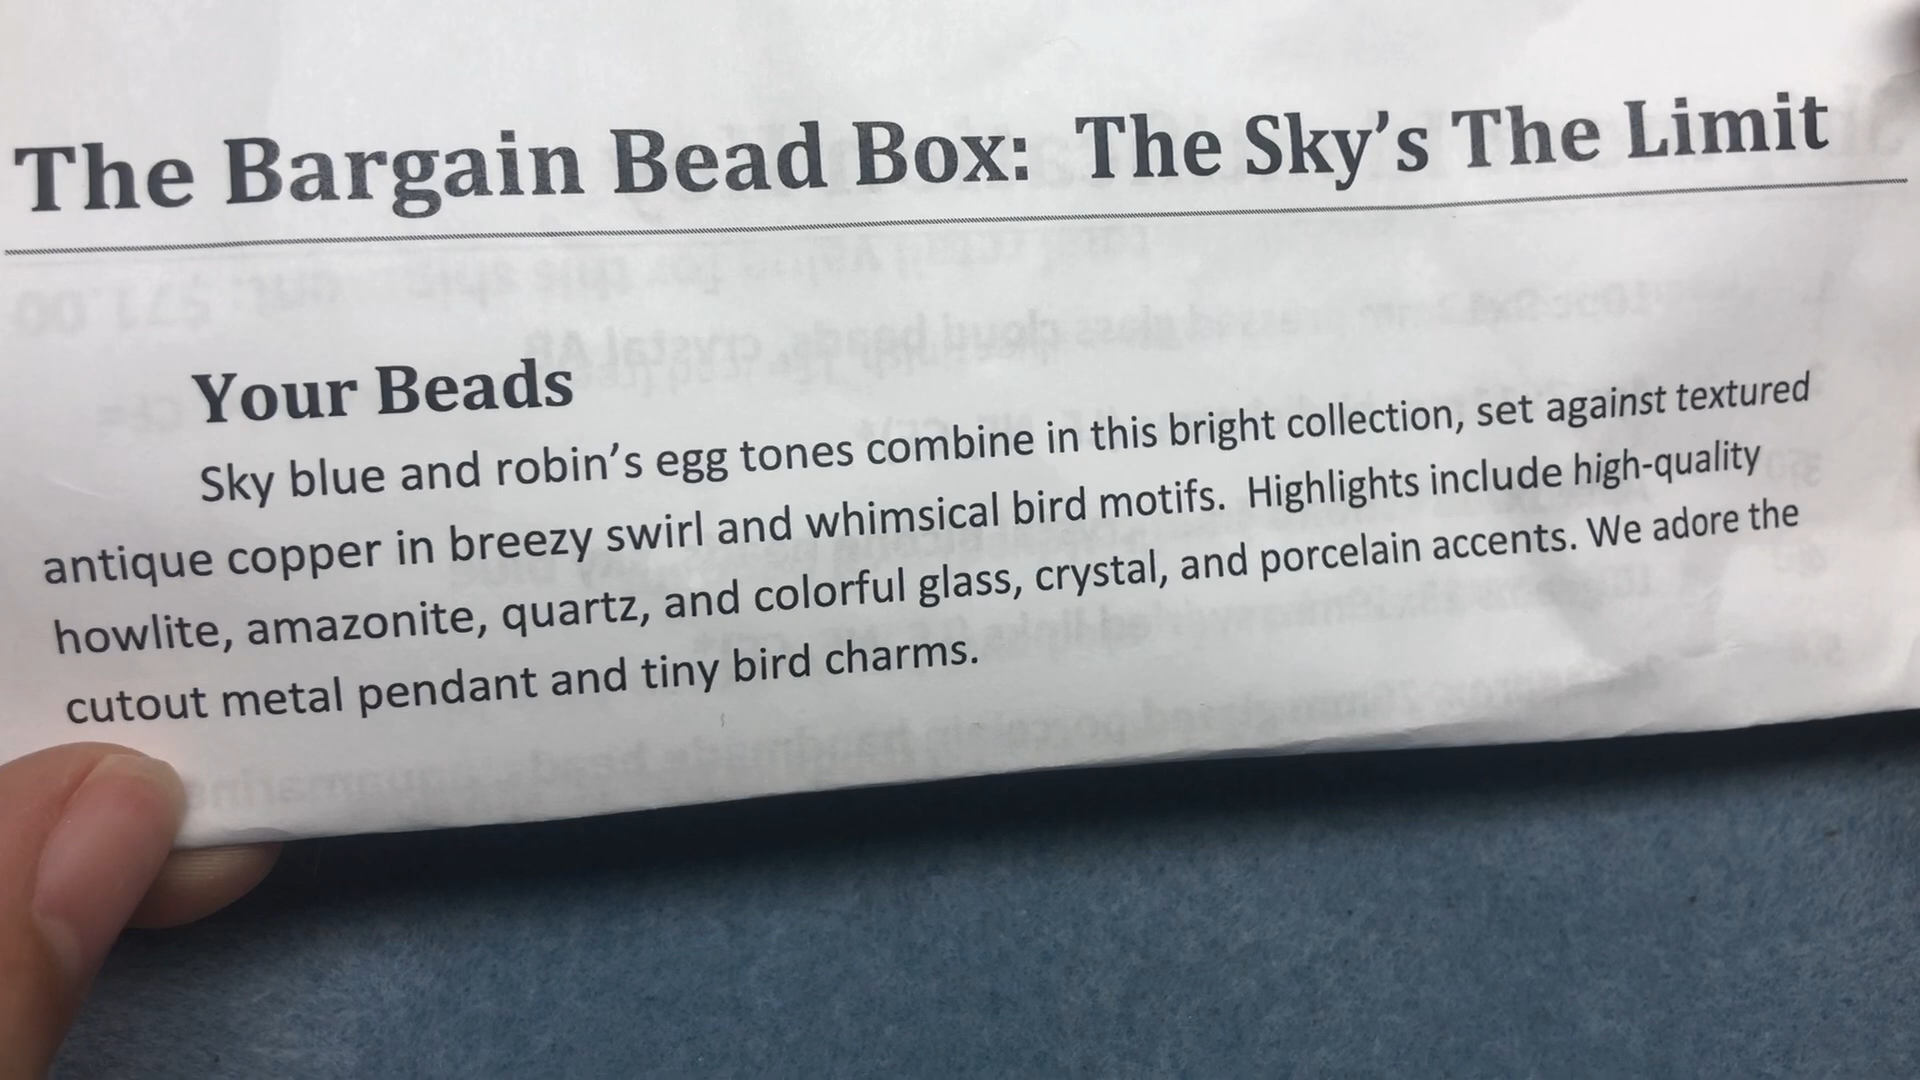 The Bargain Bead Box: The Sky's The Limit
Your Beads
Sky blue and robin's egg tones combine in this bright collection, set against textured
antique copper in breezy swirl and whimsical bird motifs. Highlights include high-quality
howlite, amazonite, quartz, and colorful glass, crystal, and porcelain accents. We adore the
cutout metal pendant and tiny bird charms.